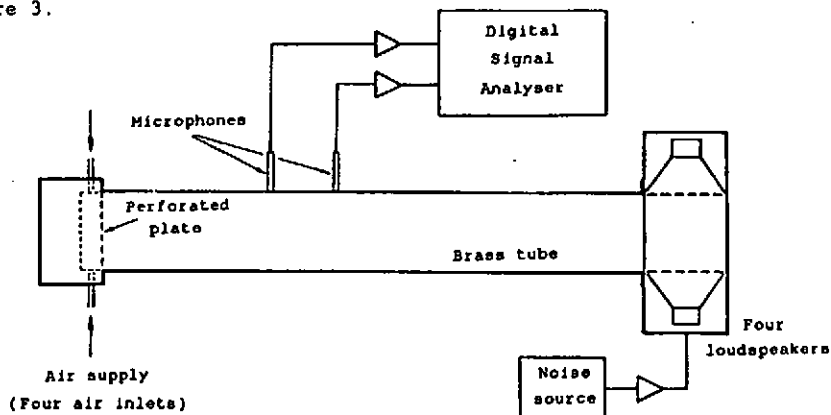 re 3.
Digital
Signal
Analyser
Microphones
Perforated
plate
Brass tube
Four
loudspeakers
Air supply
(Four air inlets)
Noise
source